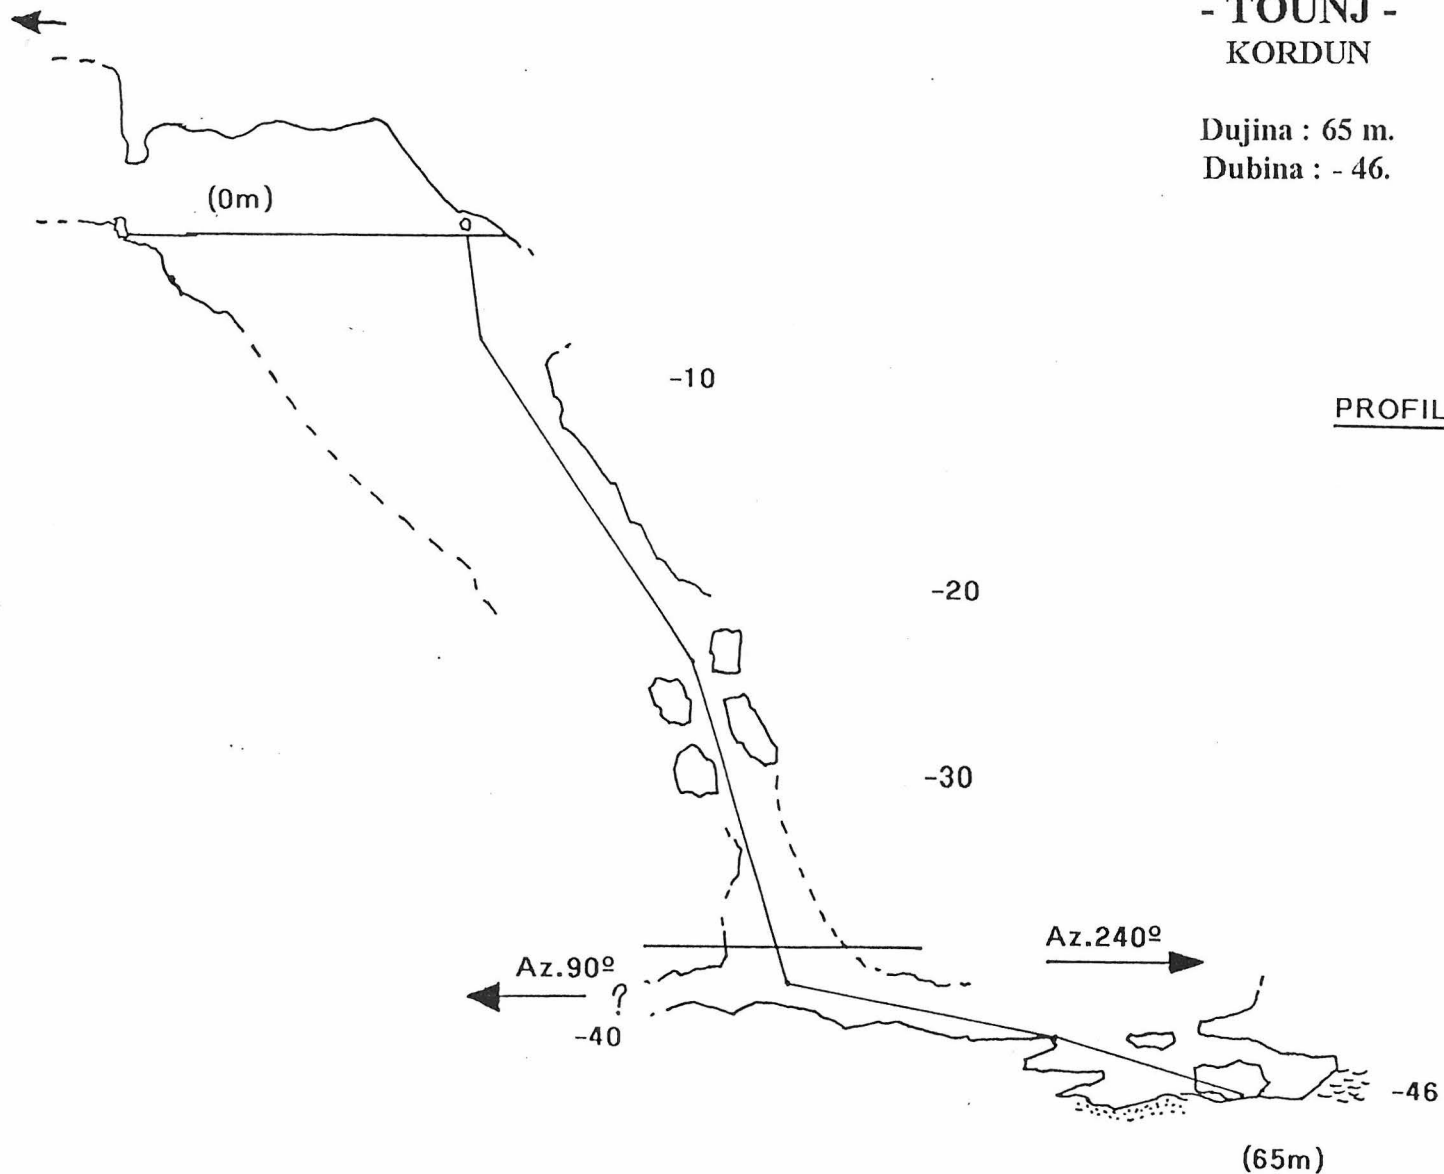 - TOUNJ -
KORDUN
Dujina : 65 m.
Dubina : - 46.
(0m)
-10
PROFIL
-20
-30
Az.240º
Az.90º
?
-40
-46
(65m)